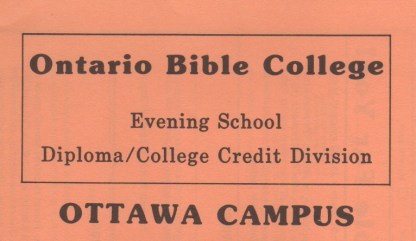 Ontario Bible College
Evening School
Diploma/College Credit Division
OTTAWA CAMPUS